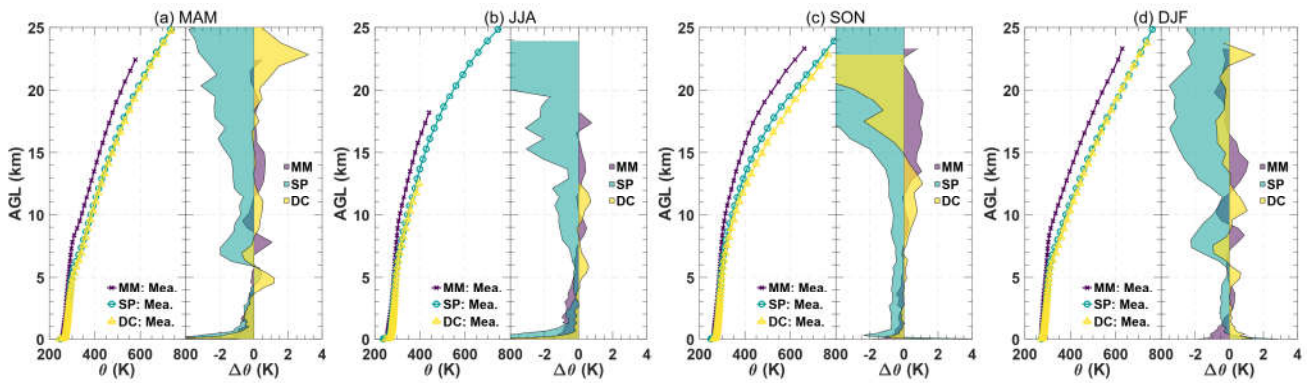 (a) MAM
(b) JJA
(c) SON
(d) DJF
25
20
15
10
5
0
AGL (km)
MM
SP
DC
MM: Mea.
SP: Mea.
DC: Mea.
200 400 600 800 -2 0 2 4
θ (K) Δθ (K)
25
20
15
10
5
0
AGL (km)
MM
SP
DC
MM: Mea.
SP: Mea.
DC: Mea.
200 400 600 800 -2 0 2 4
θ (K) Δθ (K)
25
20
15
10
5
0
AGL (km)
MM
SP
DC
MM: Mea.
SP: Mea.
DC: Mea.
200 400 600 800 -2 0 2 4
θ (K) Δθ (K)
25
20
15
10
5
0
AGL (km)
MM
SP
DC
MM: Mea.
SP: Mea.
DC: Mea.
200 400 600 800 -2 0 2 4
θ (K) Δθ (K)